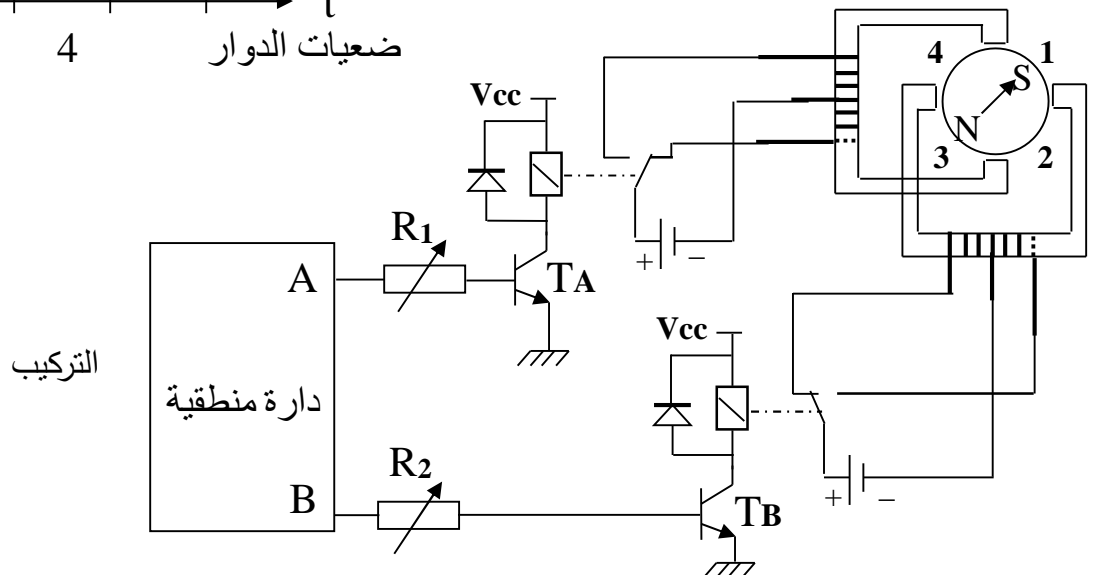 t
4 ضعيات الدوار
Vcc
4 1
S
N
3 2
R1
+ –
A
TA
Vcc
التركيب
دارة منطقية
R2
+ –
B
TB